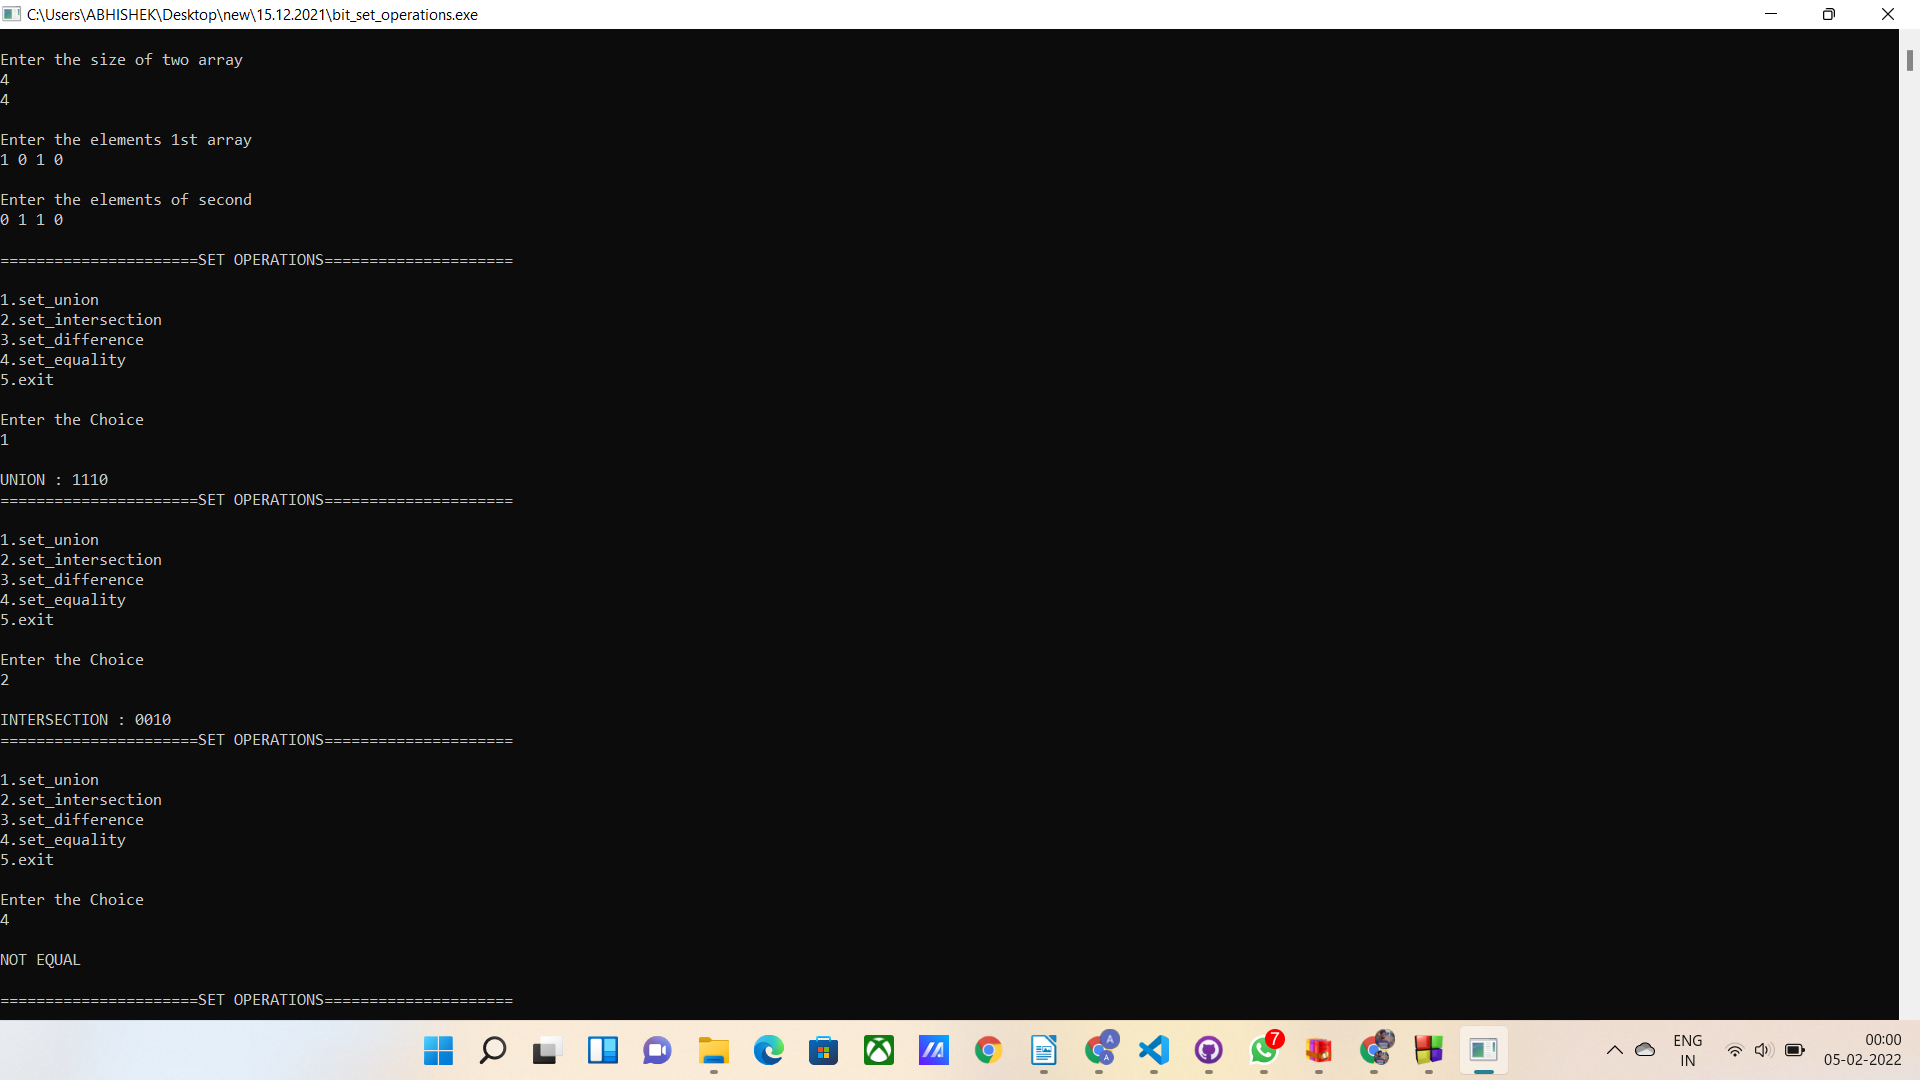 C:\Users\ABHISHEK\Desktop\new\15.12.2021\bit_set_operations.exe
Enter the size of two array
4
4
Enter the elements 1st array
1 0 1 0
Enter the elements of second
0 1 1 0
======================SET OPERATIONS=====================
1.set_union
2.set_intersection
3.set_difference
4.set_equality
5.exit
Enter the Choice
1
UNION : 1110
======================SET OPERATIONS=====================
1.set_union
2.set_intersection
3.set_difference
4.set_equality
5.exit
Enter the Choice
2
INTERSECTION : 0010
======================SET OPERATIONS=====================
1.set_union
2.set_intersection
3.set_difference
4.set_equality
5.exit
Enter the Choice
4
NOT EQUAL
======================SET OPERATIONS=====================
A
A
7
ENG
IN
00:00
05-02-2022